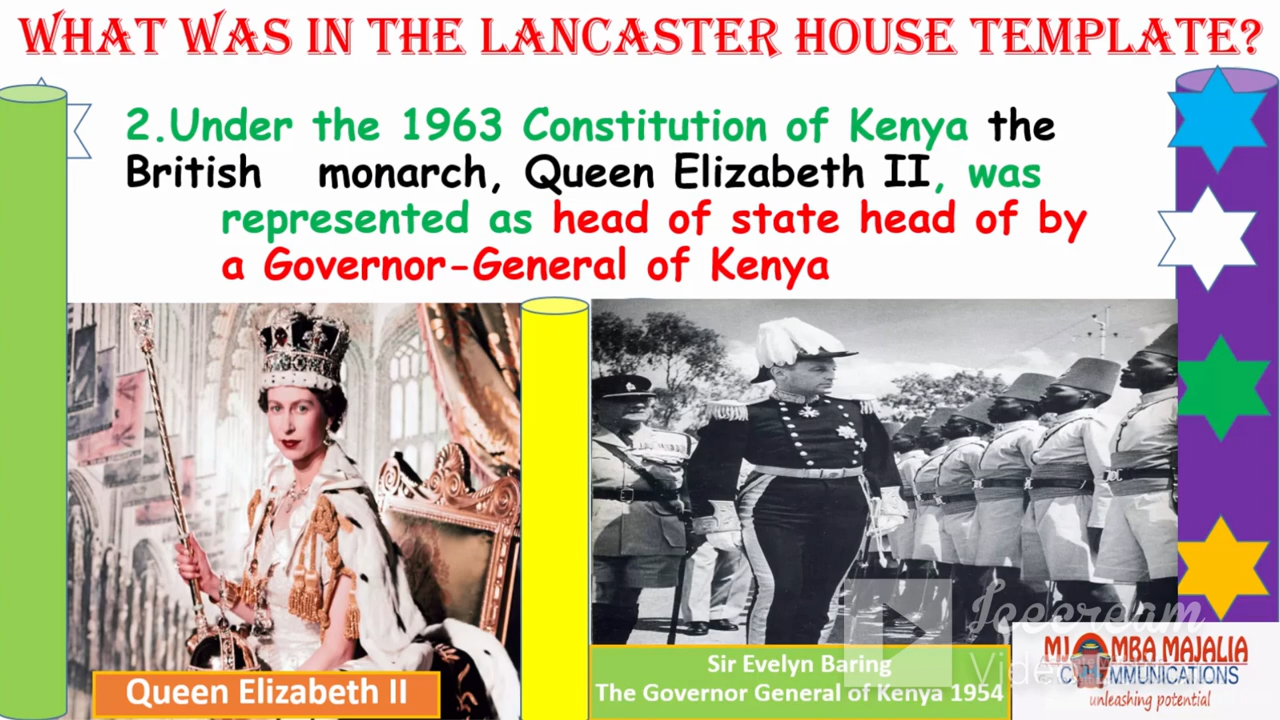 WHAT WAS IN THE LANCASTER HOUSE TEMPLATE?
2.Under the 1963 Constitution of Kenya the
British monarch, Queen Elizabeth II, was
represented as head of state head of by
a Governor-General of Kenya
Queen Elizabeth II
Sir Evelyn Baring
The Governor General of Kenya 1954
Icecream
MIOMBA MAJALIA
COMMUNICATIONS
unleashing potential